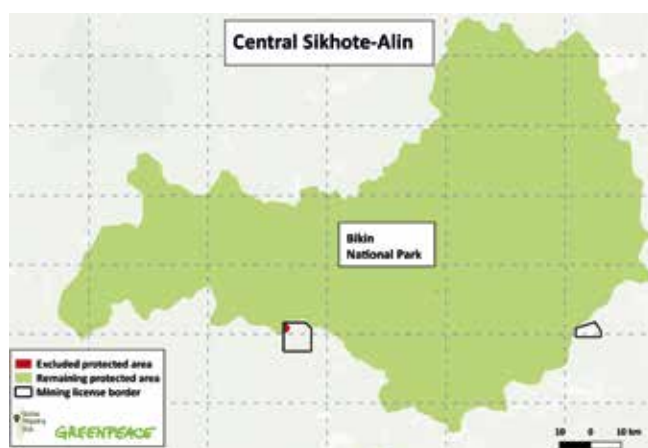 Central Sikhote-Alin
Bikin
National Park
Excluded protected area
Remaining protected area
Mining license border
GREENPEACE
10 0 10 km